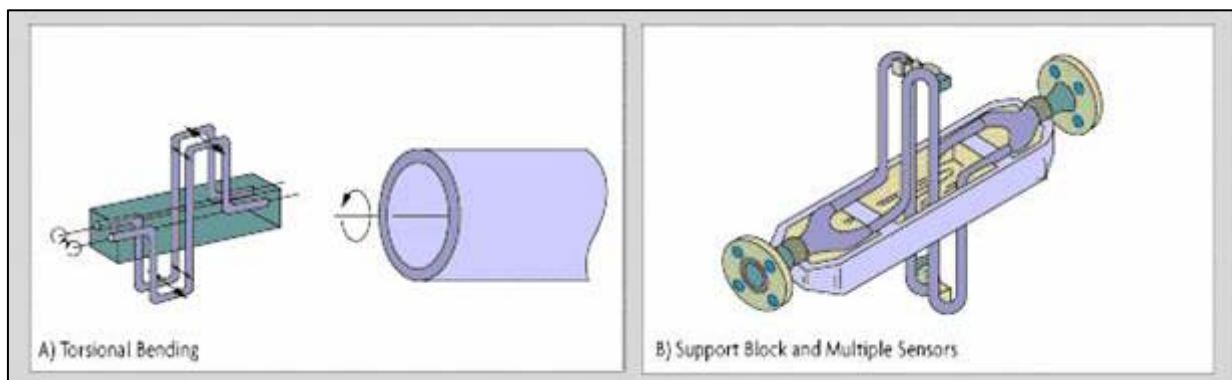 A) Torsional Bending
B) Support Block and Multiple Sensors